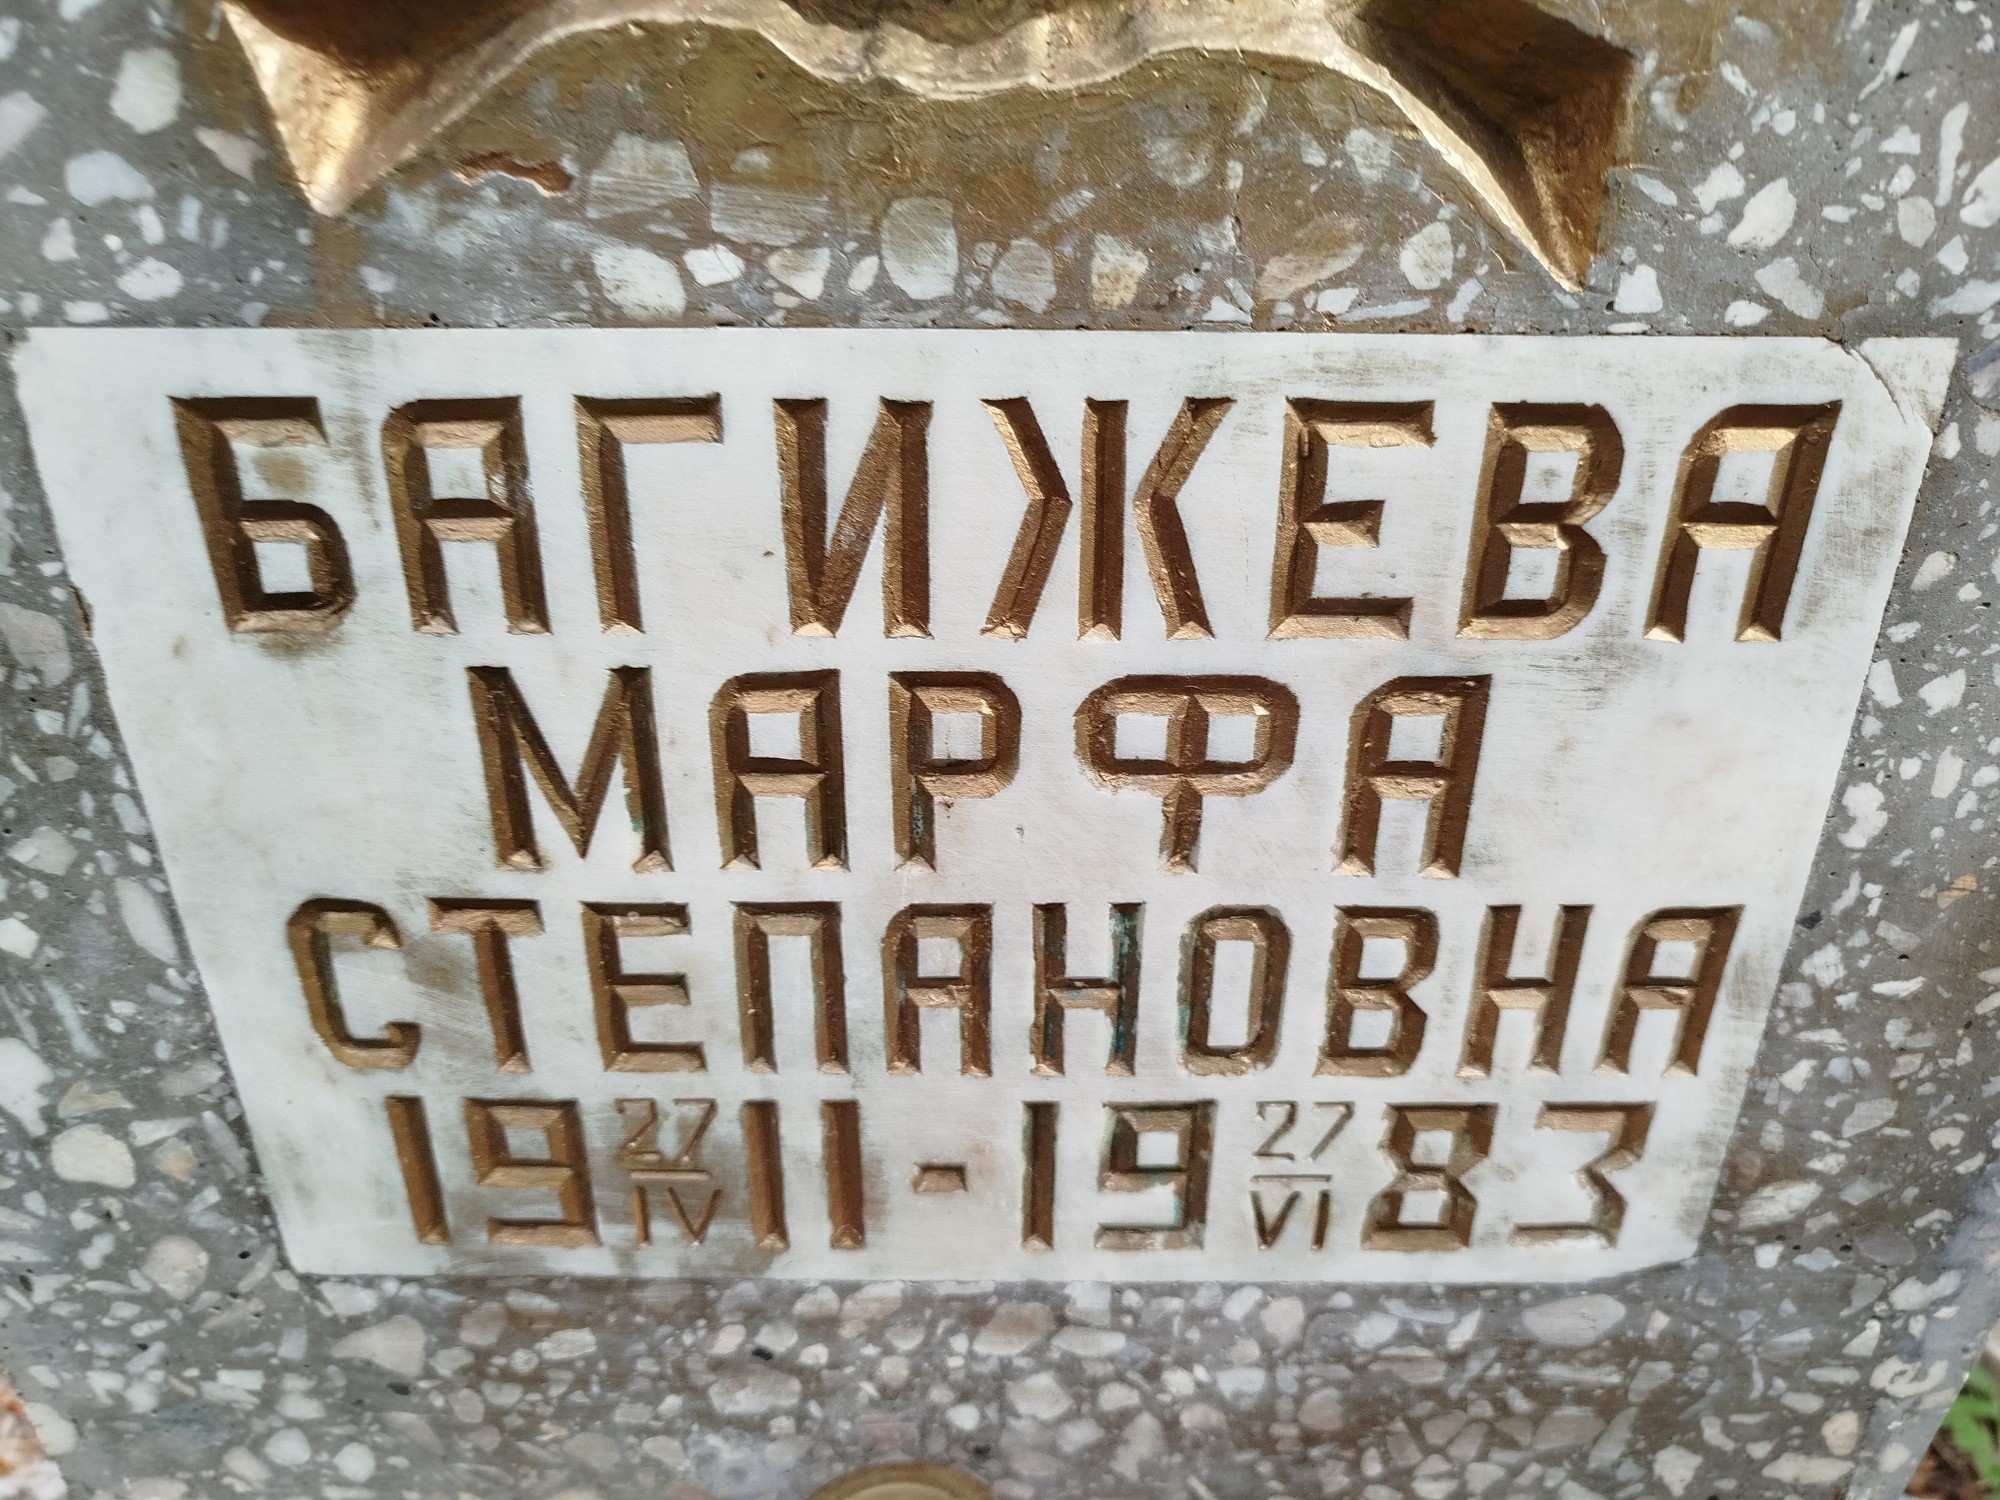 БАГИЖЕВА
МАРФА
СТЕПАНОВНА
19 27/IV 11 - 19 27/VI 83